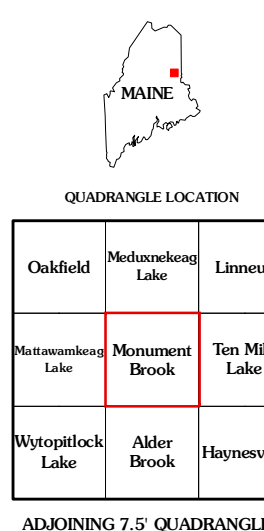 MAINE
QUADRANGLE LOCATION
Oakfield
Meduxnekeag
Lake
Linneu
Mattawamkeag
Lake
Monument
Brook
Ten Mil
Lake
Wytopitlock
Lake
Alder
Brook
Haynesv
ADJOINING 7.5' QUADRANGLE